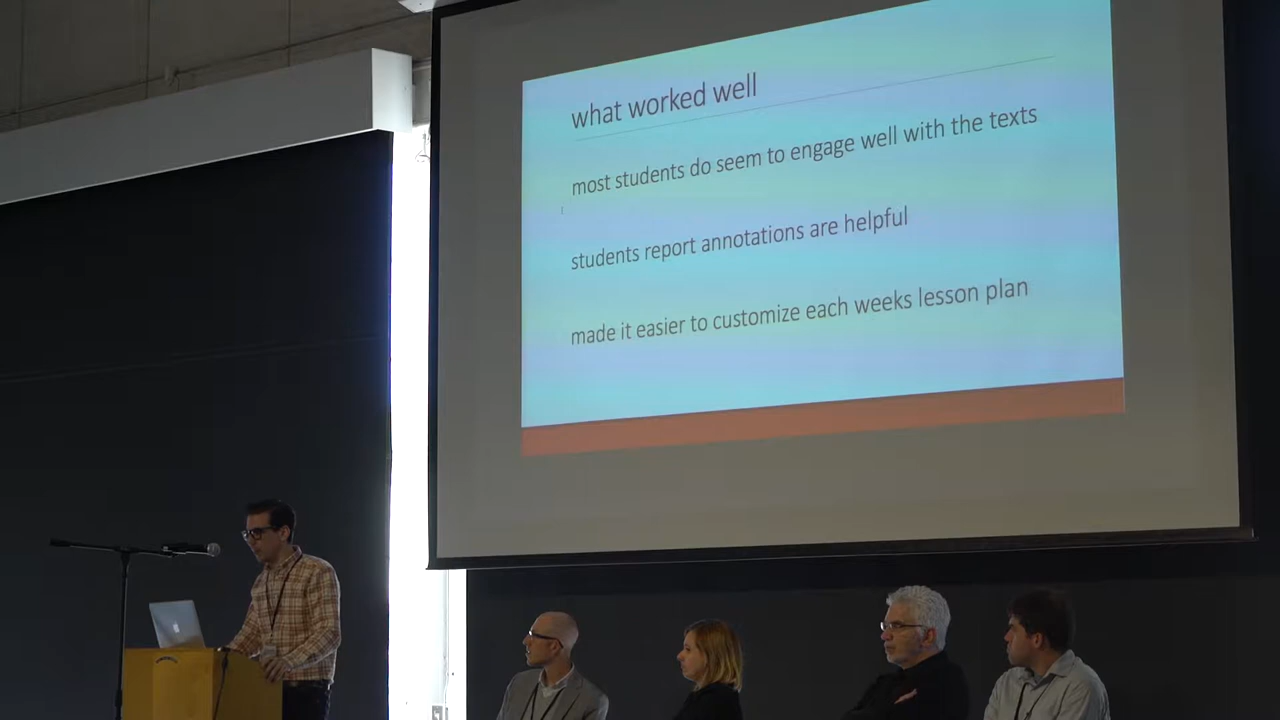 what worked well
most students do seem to engage well with the texts
students report annotations are helpful
made it easier to customize each weeks lesson plan